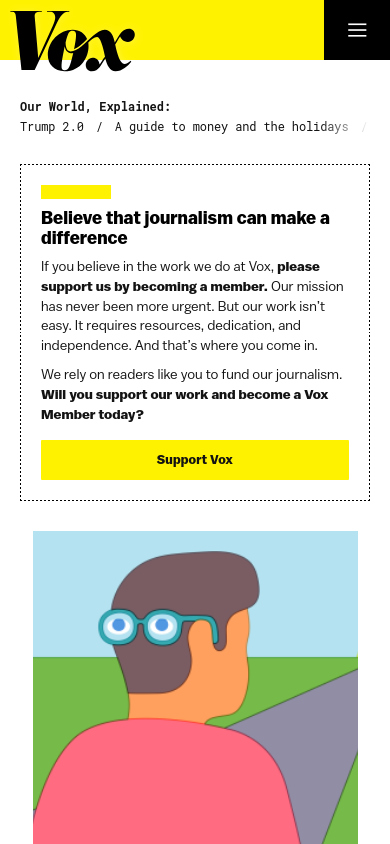 Vox
Our World, Explained:
Trump 2.0 / A guide to money and the holidays /
Believe that journalism can make a
difference
If you believe in the work we do at Vox, please
support us by becoming a member. Our mission
has never been more urgent. But our work isn't
easy. It requires resources, dedication, and
independence. And that's where you come in.
We rely on readers like you to fund our journalism.
Will you support our work and become a Vox
Member today?
Support Vox